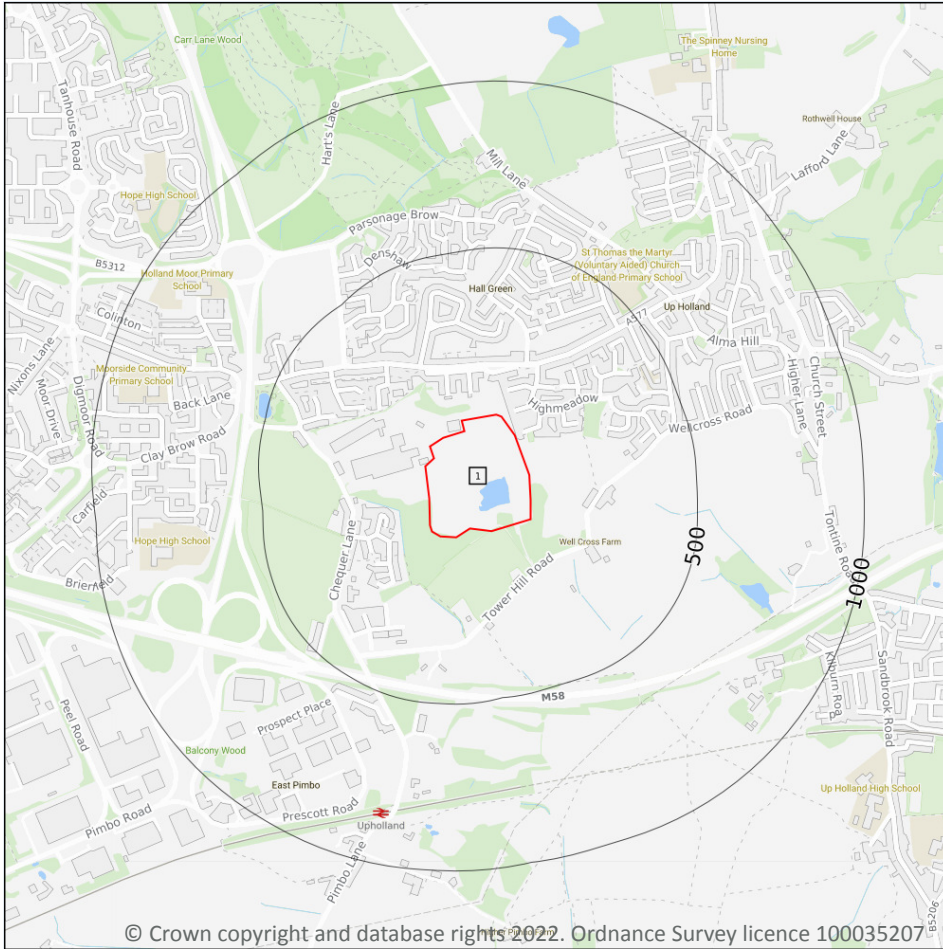 Carr Lane Wood
The Spinney Nursing
Home
Tanhouse Road
Hart's Lane
Rothwell House
Lafford Lane
Mill Lane
Hope High School
Parsonage Brow
St Thomas the Martyr
(Voluntary Aided) Church
of England Primary School
B5312
Denshaw
Holland Moor Primary
School
Hall Green
Up Holland
A577
Colinton
Alma Hill
Nixons Lane
Moorside Community
Primary School
Moor Drive
Digmoor Road
Back Lane
Highmeadow
Higher Lane
Church Street
Wellcross Road
Clay Brow Road
1
Carfield
Chequer Lane
Tontine Road
Hope High School
Well Cross Farm
500
Brierfield
Tower Hill Road
1000
Kilburn Road
Sandbrook Road
M58
Peel Road
Prospect Place
Balcony Wood
East Pimbo
Up Holland High School
Prescott Road
Pimbo Road
Upholland
Pimbo Lane
B5206
© Crown copyright and database rights 2022. Ordnance Survey licence 100035207